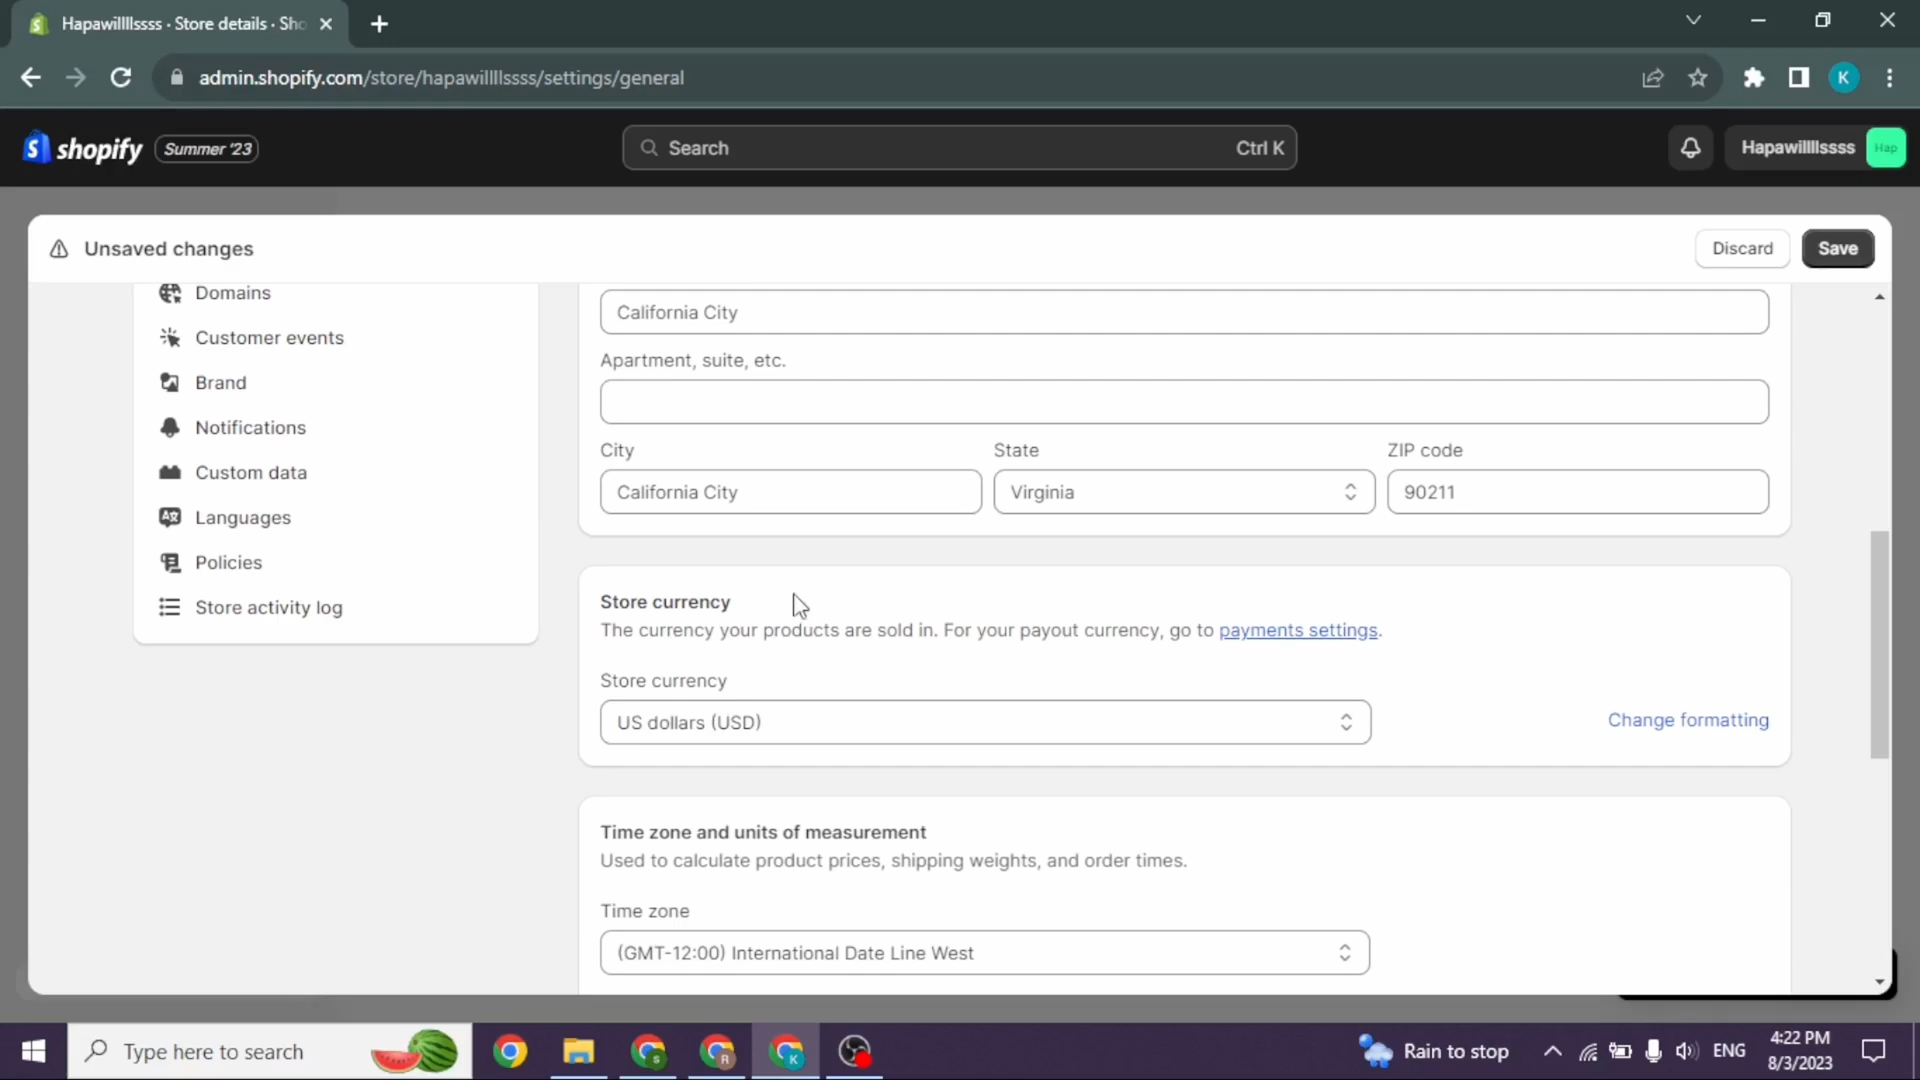 Hapawillllssss · Store details · Sho
admin.shopify.com/store/hapawillllssss/settings/general
K
shopify
Summer '23
Search
Ctrl K
Hapawillllssss
Hap
Unsaved changes
Discard
Save
Domains
Customer events
Brand
Notifications
Custom data
Languages
Policies
Store activity log
California City
Apartment, suite, etc.
City
State
ZIP code
California City
Virginia
90211
Store currency
The currency your products are sold in. For your payout currency, go to payments settings.
Store currency
US dollars (USD)
Change formatting
Time zone and units of measurement
Used to calculate product prices, shipping weights, and order times.
Time zone
(GMT-12:00) International Date Line West
Type here to search
S
R
K
Rain to stop
ENG
4:22 PM
8/3/2023